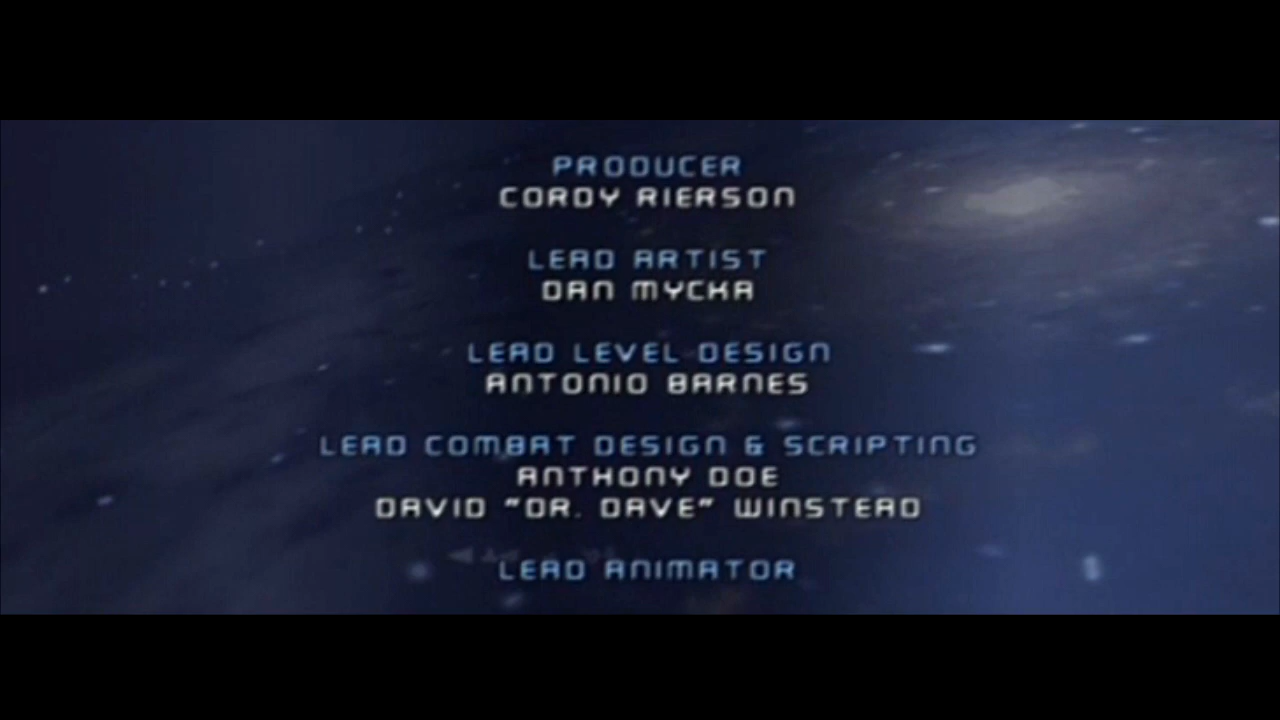 PRODUCER
CORDY RIERSON
LEAD ARTIST
DAN MYCKA
LEAD LEVEL DESIGN
ANTONIO BARNES
LEAD COMBAT DESIGN & SCRIPTING
ANTHONY DOE
DAVID "DR. DAVE" WINSTEAD
LEAD ANIMATOR